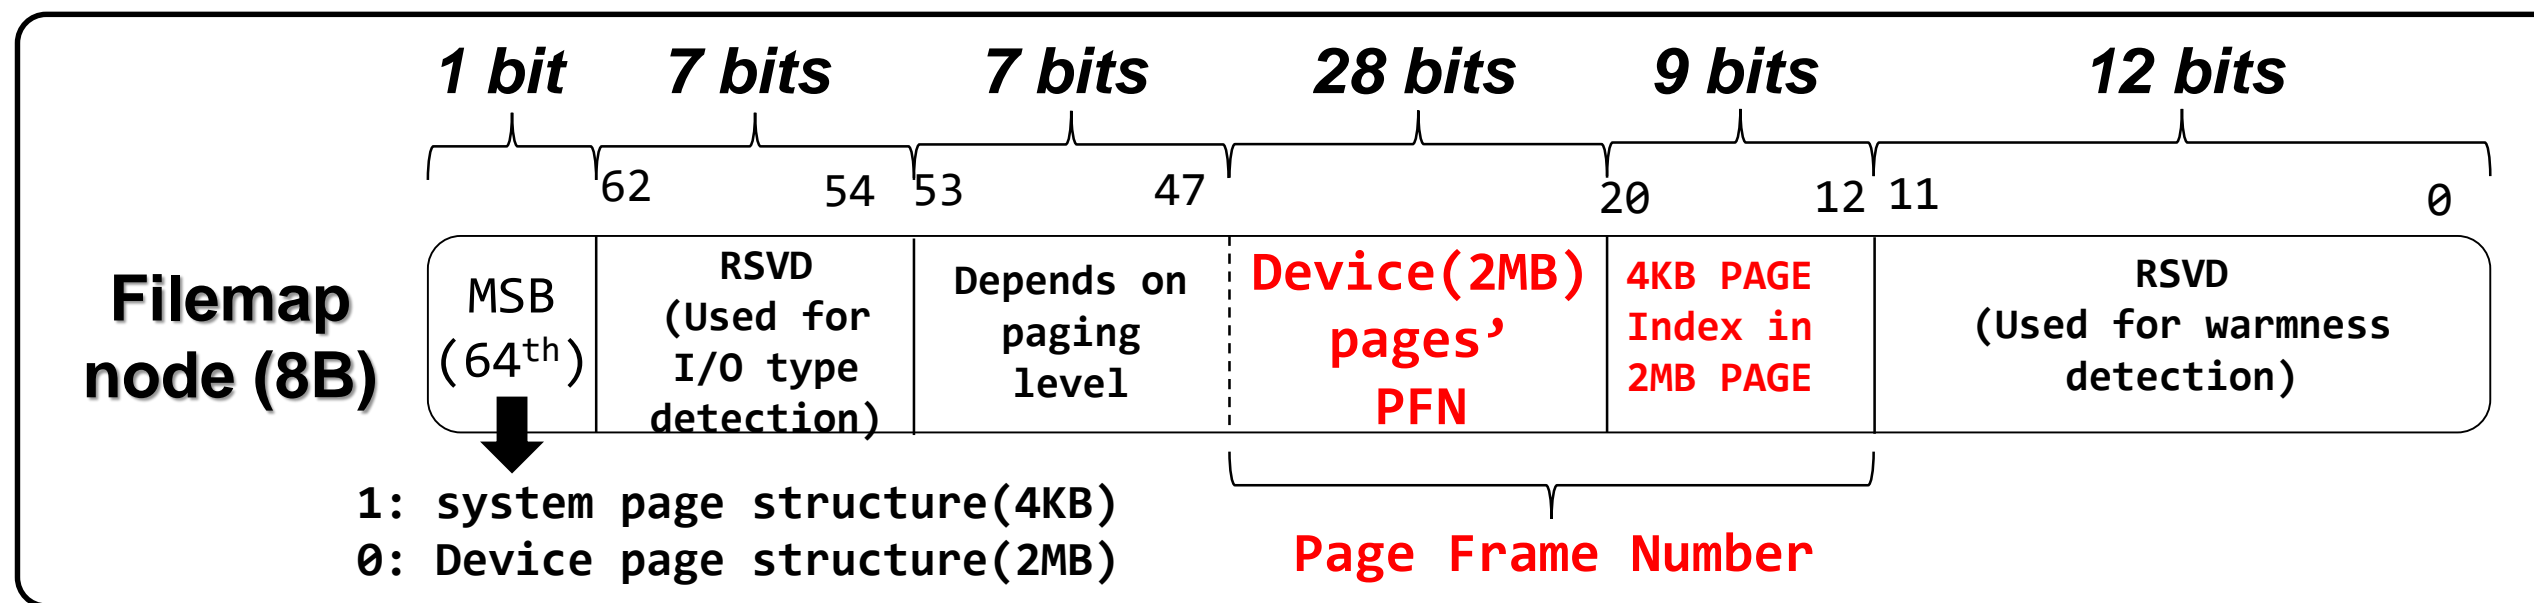 1 bit 7 bits 7 bits 28 bits 9 bits 12 bits
62 54 53 47 20 12 11 0
Filemap
node (8B)
MSB
(64th)
RSVD
(Used for
I/O type
detection)
Depends on
paging
level
Device(2MB)
pages’
PFN
4KB PAGE
Index in
2MB PAGE
RSVD
(Used for warmness
detection)
1: system page structure(4KB)
0: Device page structure(2MB)
Page Frame Number